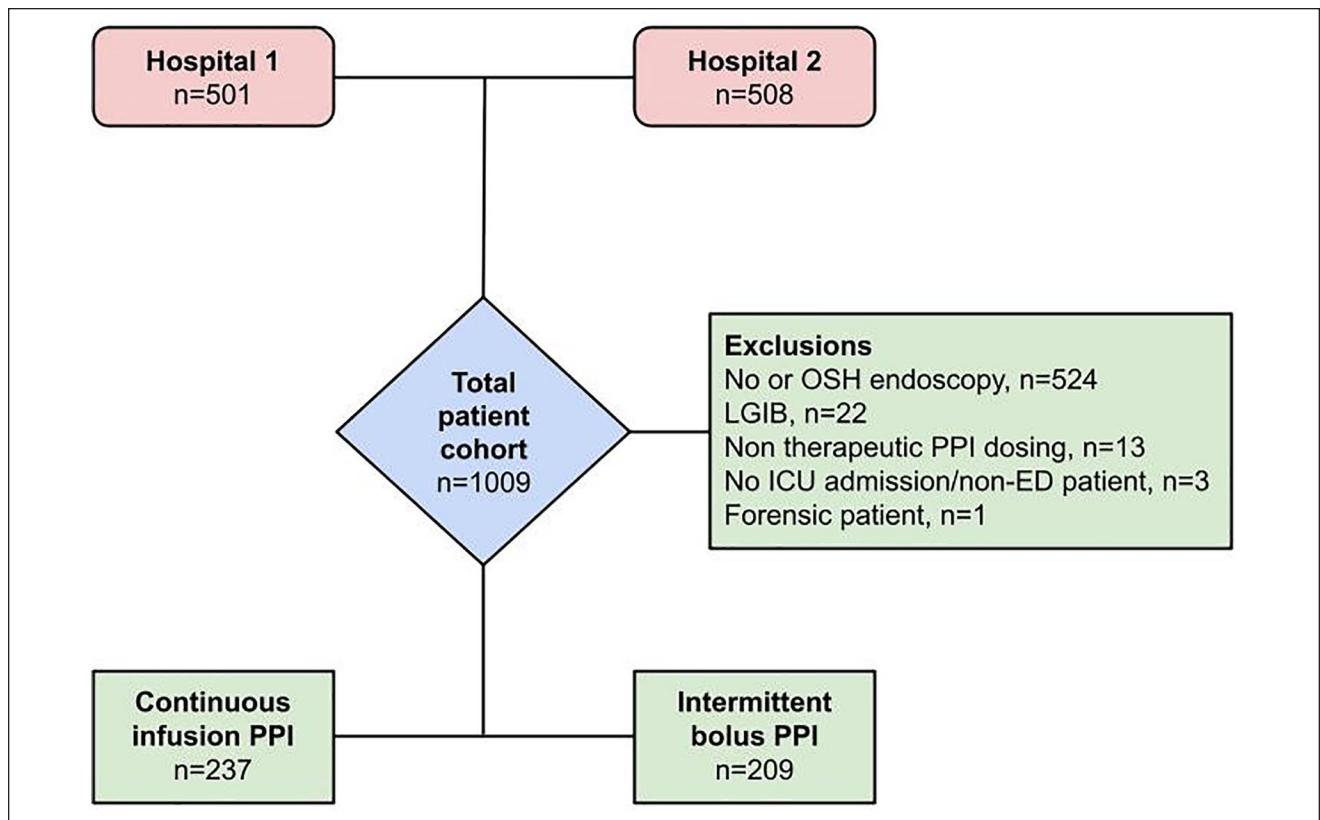 Hospital 1
n=501
Hospital 2
n=508
Total
patient
cohort
n=1009
Exclusions
No or OSH endoscopy, n=524
LGIB, n=22
Non therapeutic PPI dosing, n=13
No ICU admission/non-ED patient, n=3
Forensic patient, n=1
Continuous
infusion PPI
n=237
Intermittent
bolus PPI
n=209